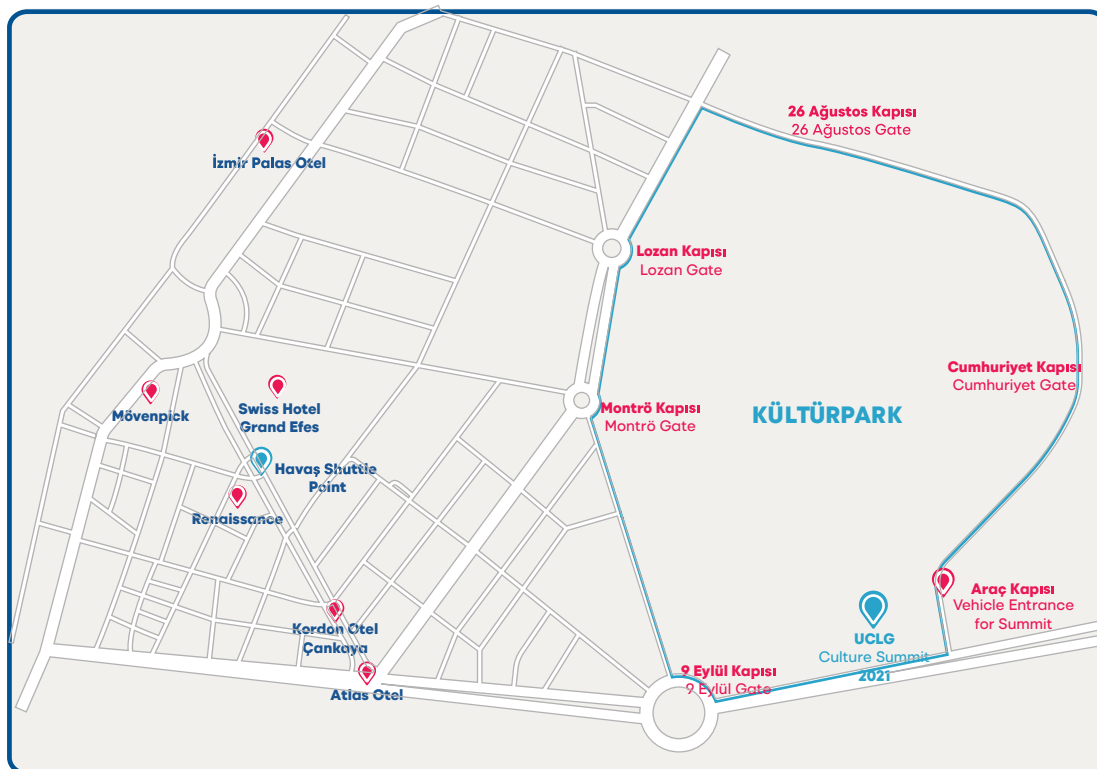 26 Ağustos Kapısı
26 Ağustos Gate
İzmir Palas Otel
Lozan Kapısı
Lozan Gate
Cumhuriyet Kapısı
Cumhuriyet Gate
Mövenpick
Swiss Hotel
Grand Efes
Montrö Kapısı
Montrö Gate
KÜLTÜRPARK
Havaş Shuttle
Point
Renaissance
Araç Kapısı
Vehicle Entrance
for Summit
Kordon Otel
Çankaya
UCLG
Culture Summit
2021
9 Eylül Kapısı
9 Eylül Gate
Atlas Otel